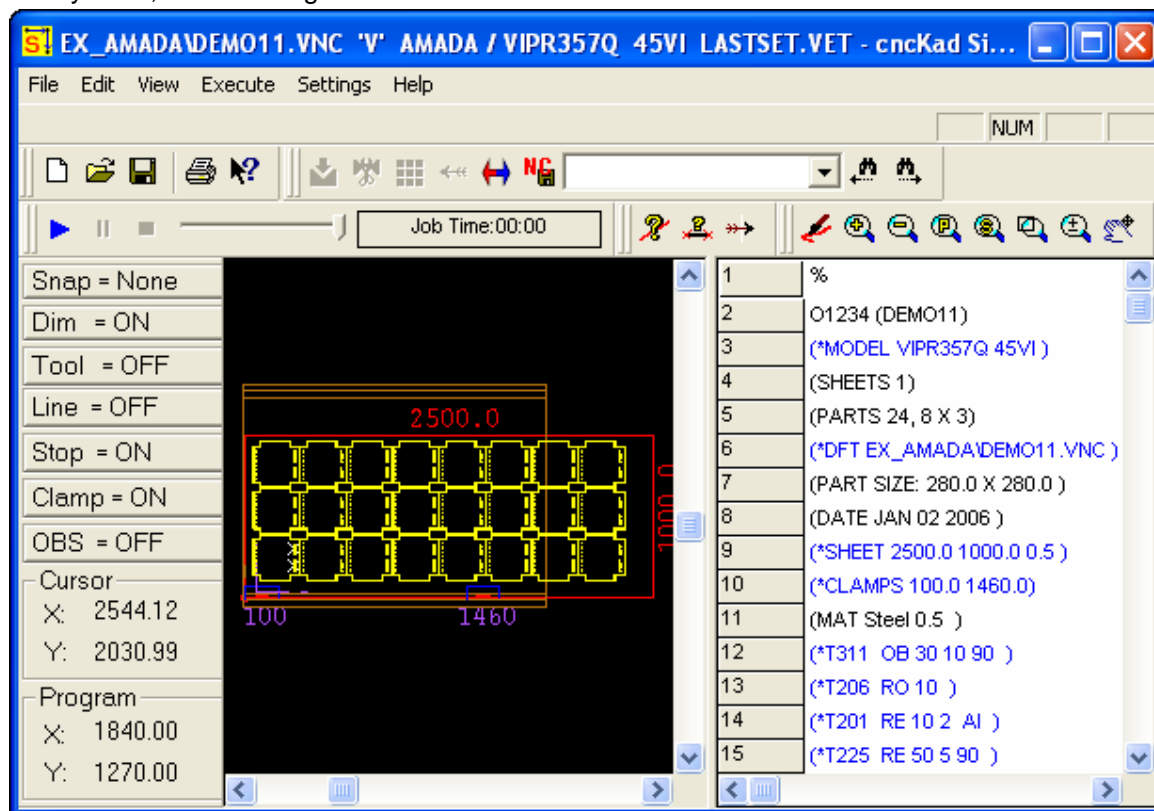 EX_AMADA\DEMO11.VNC 'V' AMADA / VIPR357Q_45VI LASTSET.VET - cncKad Si...
File Edit View Execute Settings Help
NUM
NC
Job Time:00:00
Snap = None
Dim = ON
Tool = OFF
Line = OFF
Stop = ON
Clamp = ON
OBS = OFF
Cursor
X: 2544.12
Y: 2030.99
Program
X: 1840.00
Y: 1270.00
2500.0
1000.0
100 1460
1 %
2 O1234 (DEMO11)
3 (*MODEL VIPR357Q 45VI )
4 (SHEETS 1)
5 (PARTS 24, 8 X 3)
6 (*DFT EX_AMADA\DEMO11.VNC )
7 (PART SIZE: 280.0 X 280.0 )
8 (DATE JAN 02 2006 )
9 (*SHEET 2500.0 1000.0 0.5 )
10 (*CLAMPS 100.0 1460.0)
11 (MAT Steel 0.5 )
12 (*T311 OB 30 10 90 )
13 (*T206 RO 10 )
14 (*T201 RE 10 2 AI )
15 (*T225 RE 50 5 90 )